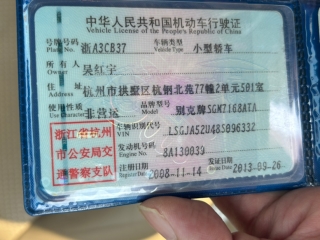 中华人民共和国机动车行驶证
Vehicle License of the People's Republic of China
号牌号码 浙A3CB37 车辆类型 小型轿车
Plate No. Vehicle Type
所有人 吴红宇
Owner
住址 杭州市拱墅区杭钢北苑77幢2单元501室
Address
使用性质 非营运 品牌型号 别克牌SGM7168ATA
Use Character Model
浙江省杭州 车辆识别代号 LSGJA52U48S096332
VIN
市公安局交 发动机号码 8A130039
Engine No.
通警察支队 注册日期 2008-11-14 发证日期 2013-09-26
Register Date Issue Date